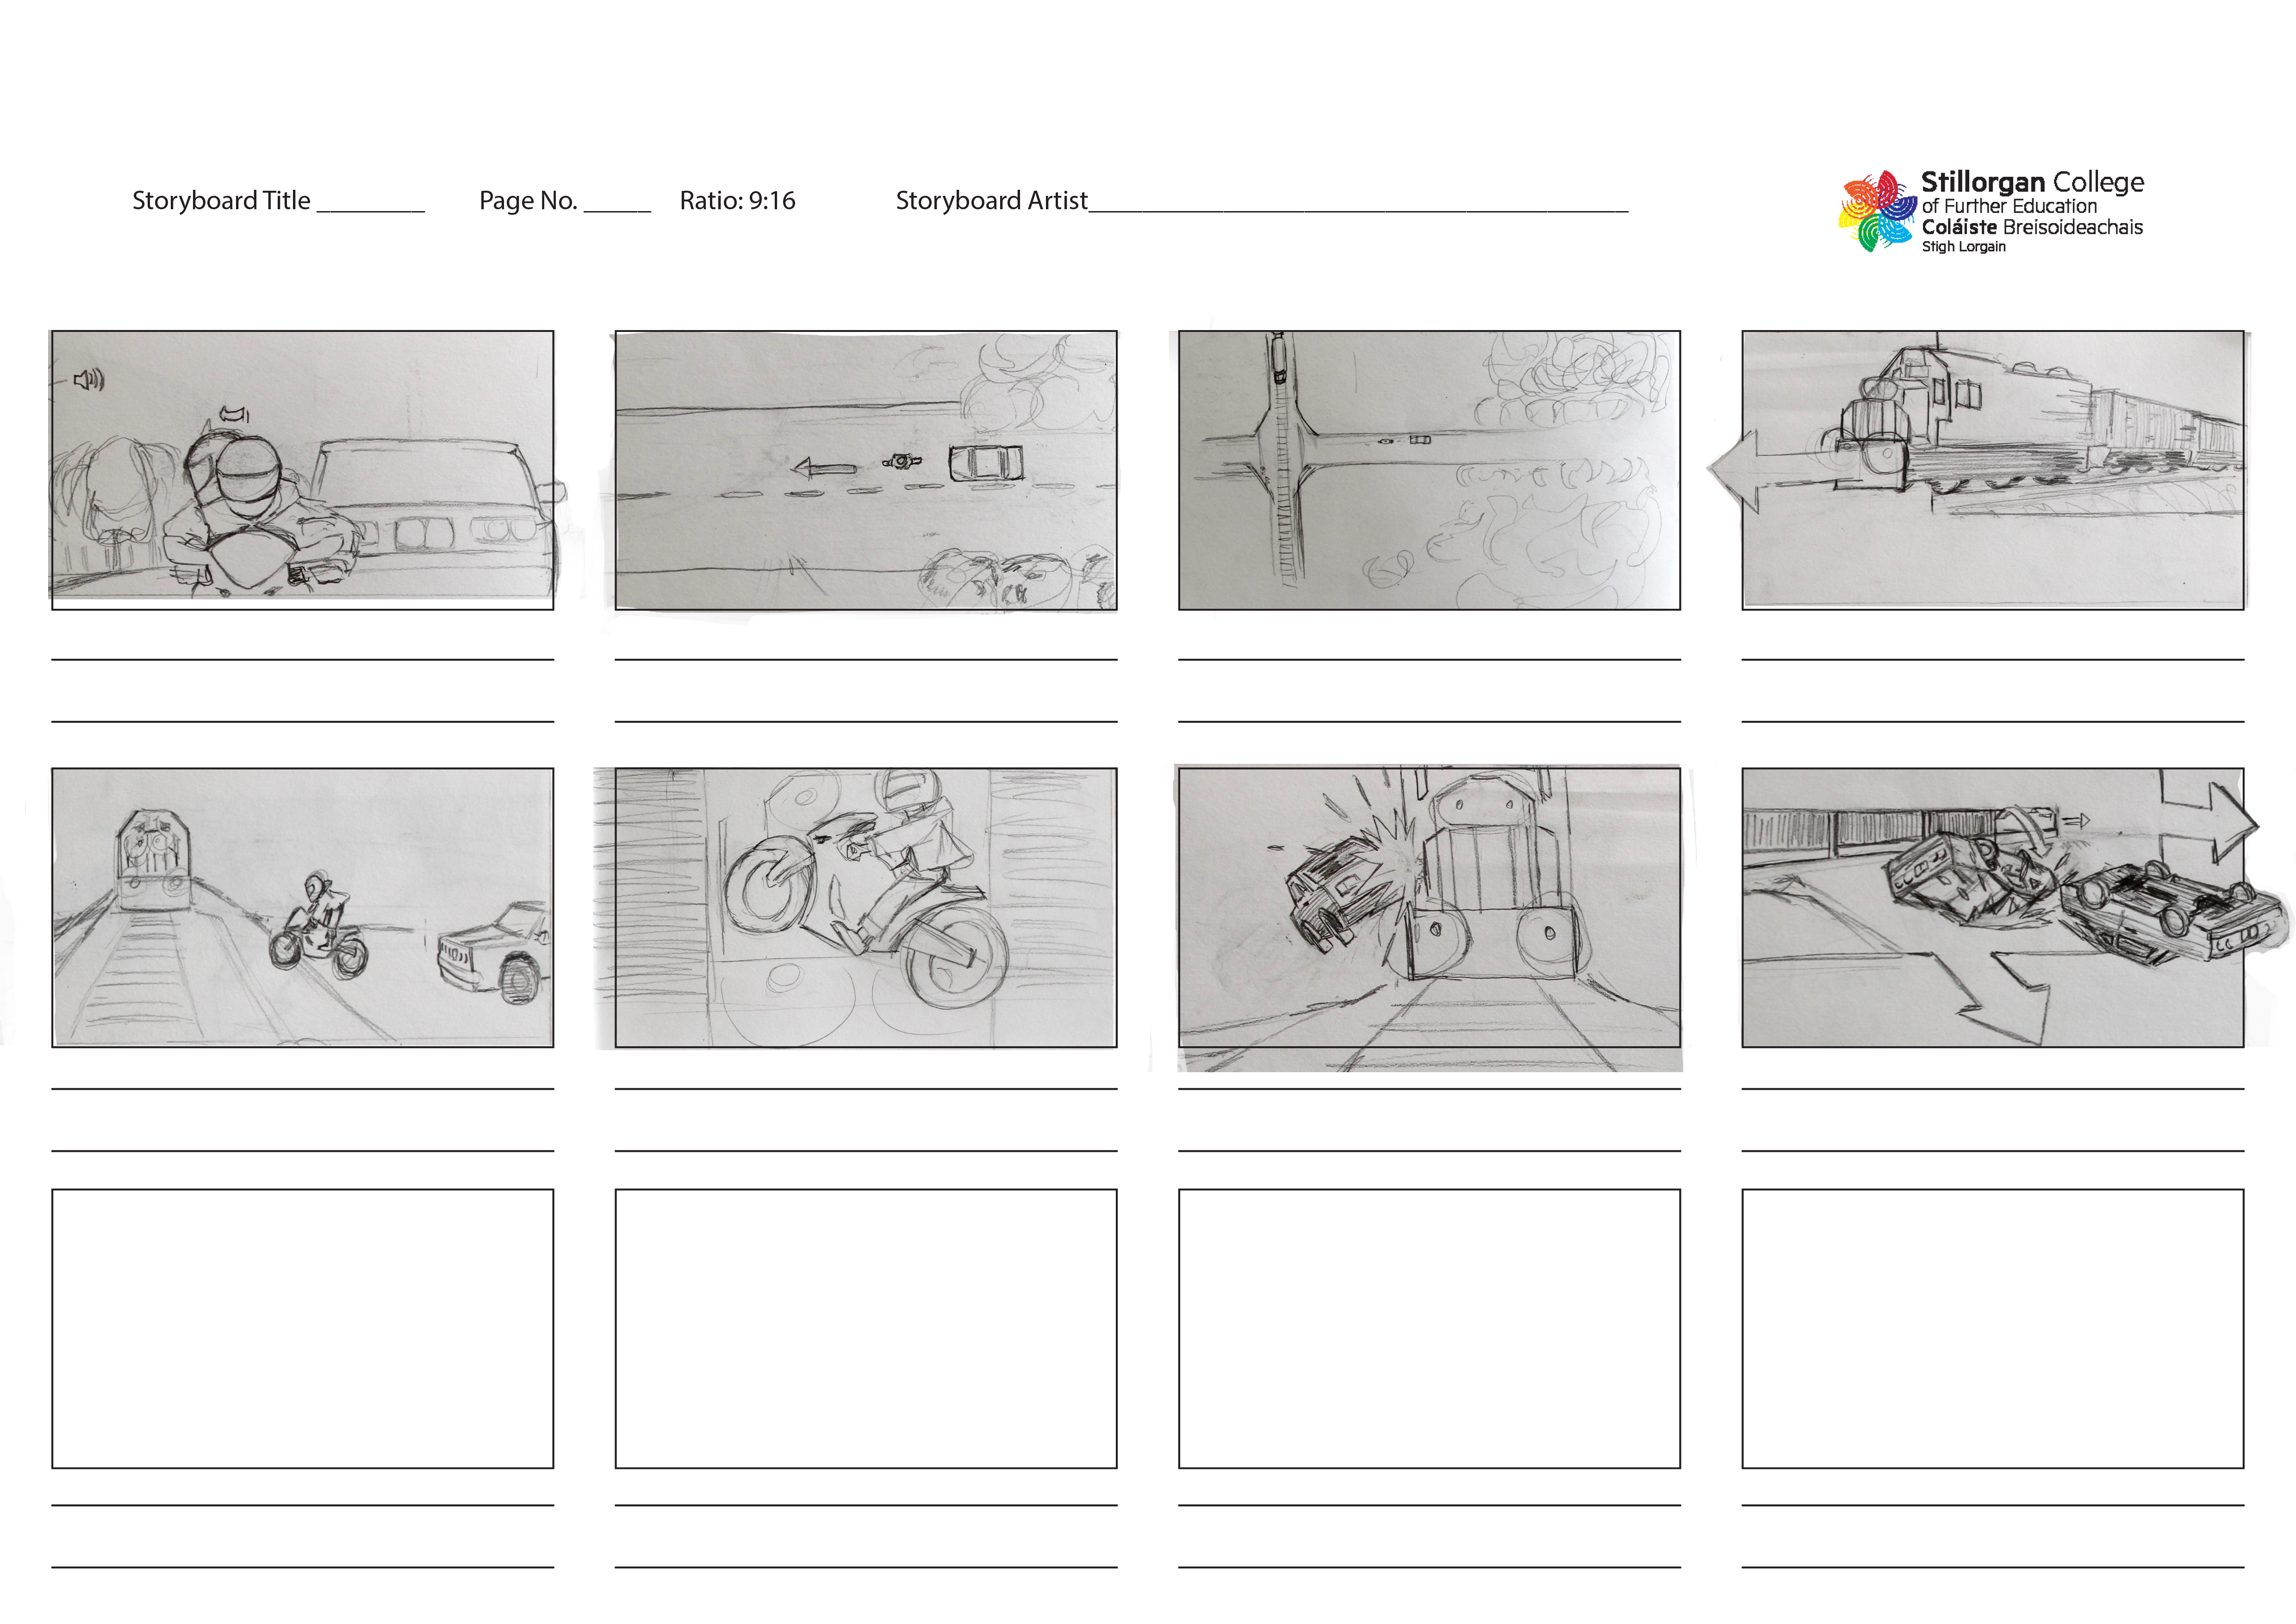 Storyboard Title ________ Page No. _____ Ratio: 9:16 Storyboard Artist________________________________________
Stillorgan College
of Further Education
Coláiste Breisoideachais
Stigh Lorgain